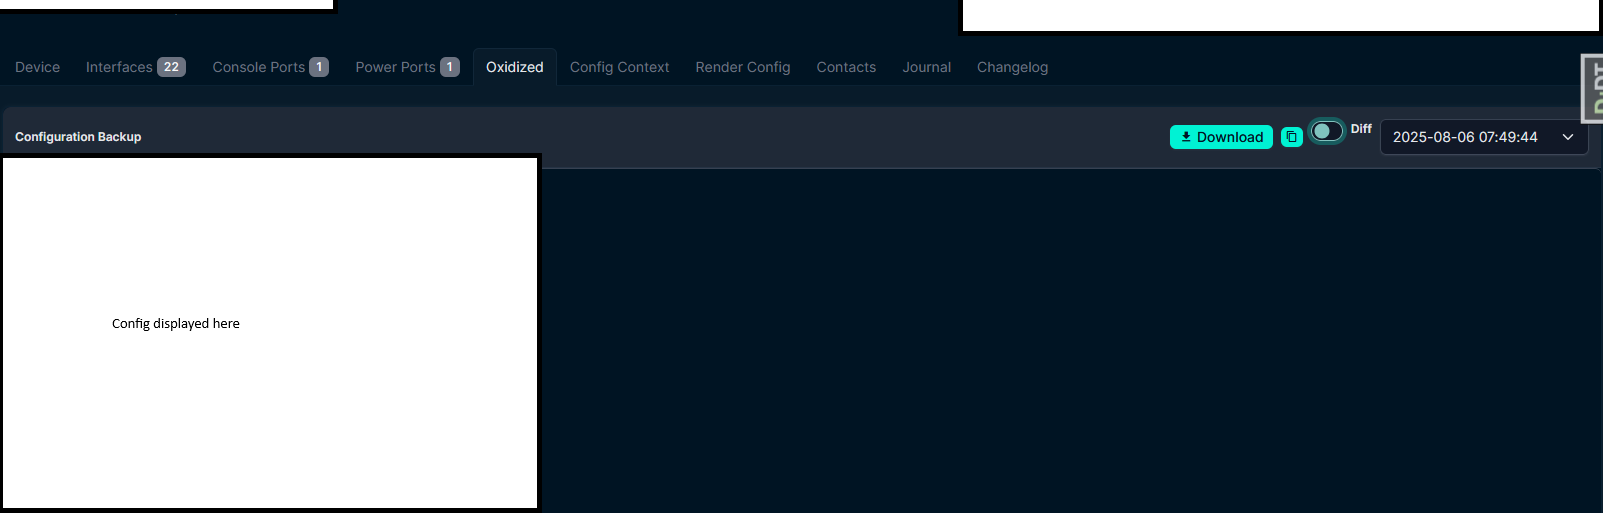 Device Interfaces 22 Console Ports 1 Power Ports 1 Oxidized Config Context Render Config Contacts Journal Changelog
Configuration Backup Download Diff 2025-08-06 07:49:44
Config displayed here